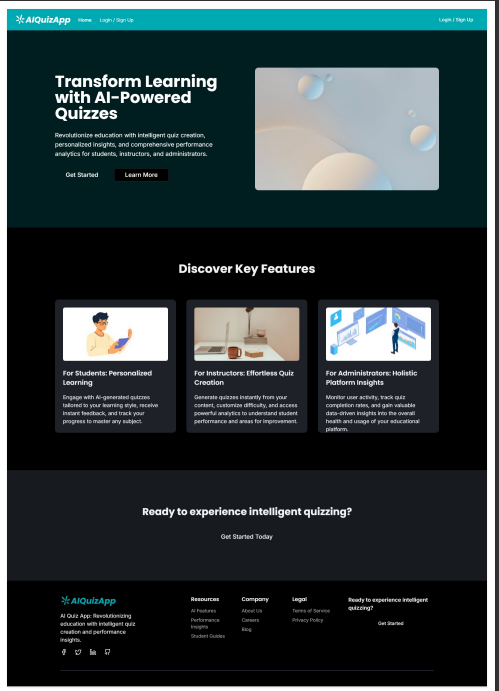 AIQuizApp Home Login / Sign Up Login / Sign Up
Transform Learning
with AI-Powered
Quizzes
Revolutionize education with intelligent quiz creation,
personalized insights, and comprehensive performance
analytics for students, instructors, and administrators.
Get Started Learn More
Discover Key Features
For Students: Personalized
Learning
Engage with AI-generated quizzes
tailored to your learning style, receive
instant feedback, and track your
progress to master any subject.
For Instructors: Effortless Quiz
Creation
Generate quizzes instantly from your
content, customize difficulty, and access
powerful analytics to understand student
performance and areas for improvement.
For Administrators: Holistic
Platform Insights
Monitor user activity, track quiz
completion rates, and gain valuable
data-driven insights into the overall
health and usage of your educational
platform.
Ready to experience intelligent quizzing?
Get Started Today
AIQuizApp
AI Quiz App: Revolutionizing
education with intelligent quiz
creation and performance
insights.
Resources
AI Features
Performance
Insights
Student Guides
Company
About Us
Careers
Blog
Legal
Terms of Service
Privacy Policy
Ready to experience intelligent
quizzing?
Get Started